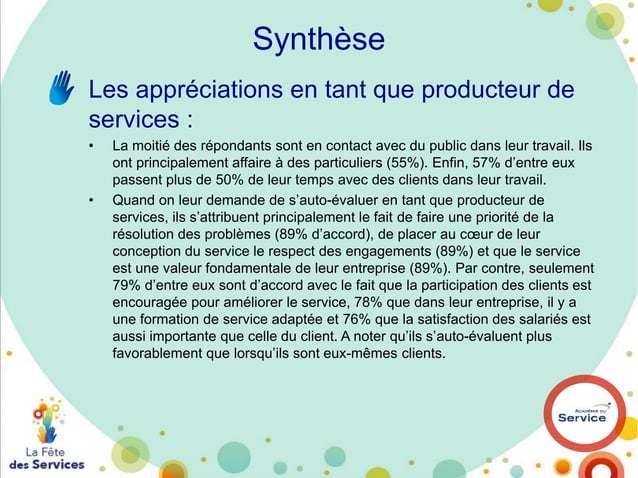 Synthèse
Les appréciations en tant que producteur de
services :
• La moitié des répondants sont en contact avec du public dans leur travail. Ils
ont principalement affaire à des particuliers (55%). Enfin, 57% d’entre eux
passent plus de 50% de leur temps avec des clients dans leur travail.
• Quand on leur demande de s’auto-évaluer en tant que producteur de
services, ils s’attribuent principalement le fait de faire une priorité de la
résolution des problèmes (89% d’accord), de placer au cœur de leur
conception du service le respect des engagements (89%) et que le service
est une valeur fondamentale de leur entreprise (89%). Par contre, seulement
79% d’entre eux sont d’accord avec le fait que la participation des clients est
encouragée pour améliorer le service, 78% que dans leur entreprise, il y a
une formation de service adaptée et 76% que la satisfaction des salariés est
aussi importante que celle du client. A noter qu’ils s’auto-évaluent plus
favorablement que lorsqu’ils sont eux-mêmes clients.
La Fête
des Services
Académie du
Service